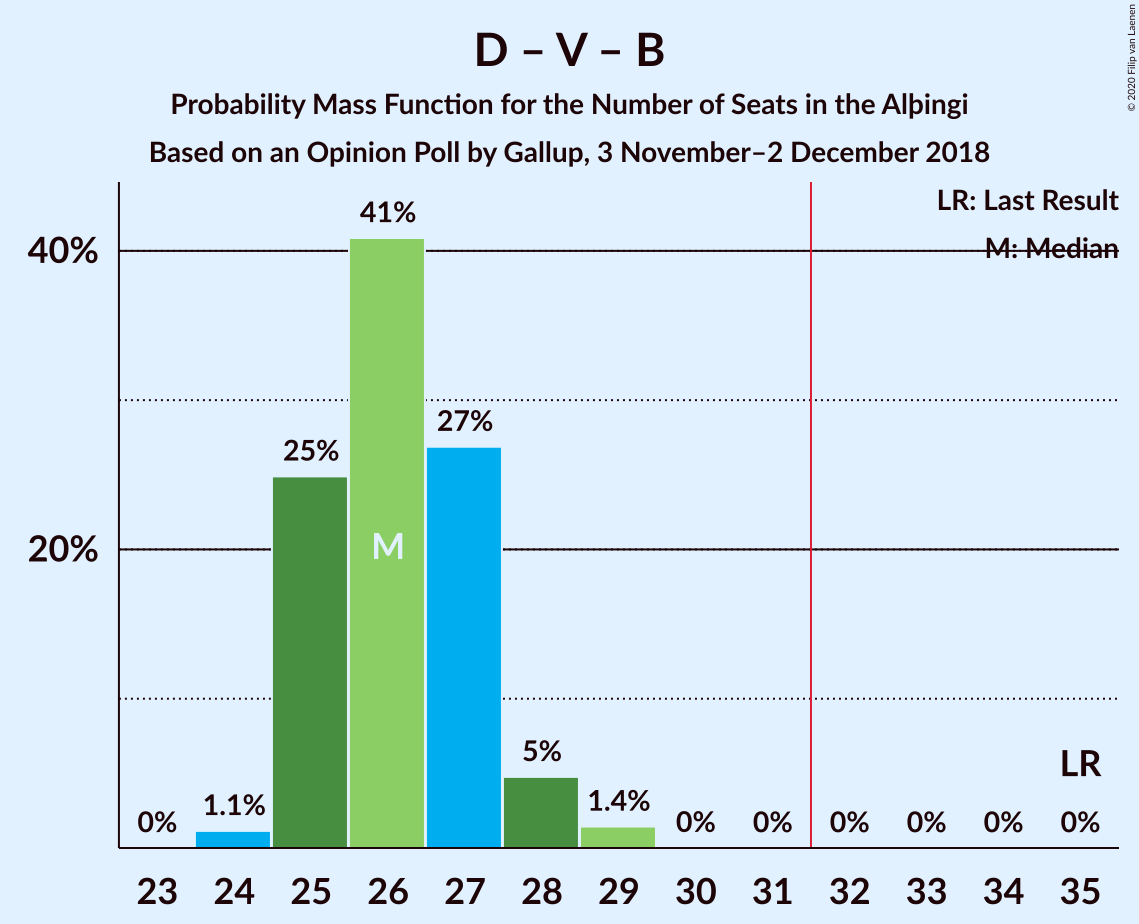 D – V – B
Probability Mass Function for the Number of Seats in the Alþingi
Based on an Opinion Poll by Gallup, 3 November–2 December 2018
© 2020 Filip van Laenen
LR: Last Result
M: Median
40%
20%
0%
1.1%
25%
41%
27%
5%
1.4%
0%
0%
0%
0%
0%
0%
M
LR
23 24 25 26 27 28 29 30 31 32 33 34 35